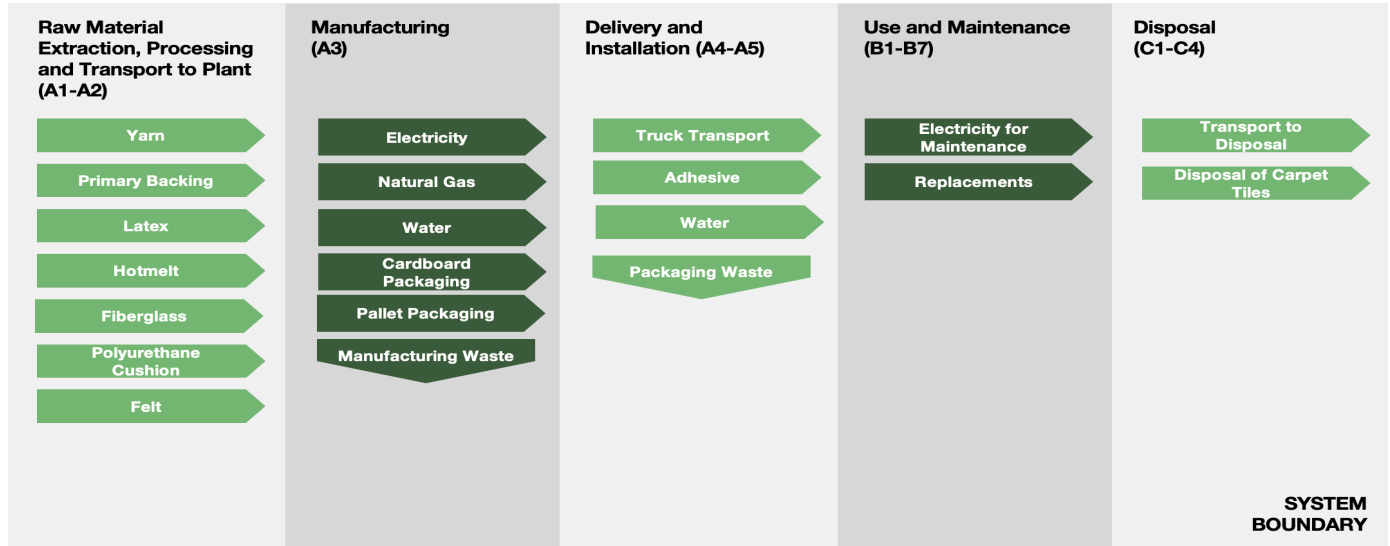 Raw Material
Extraction, Processing
and Transport to Plant
(A1-A2)
Yarn
Primary Backing
Latex
Hotmelt
Fiberglass
Polyurethane
Cushion
Felt
Manufacturing
(A3)
Electricity
Natural Gas
Water
Cardboard
Packaging
Pallet Packaging
Manufacturing Waste
Delivery and
Installation (A4-A5)
Truck Transport
Adhesive
Water
Packaging Waste
Use and Maintenance
(B1-B7)
Electricity for
Maintenance
Replacements
Disposal
(C1-C4)
Transport to
Disposal
Disposal of Carpet
Tiles
SYSTEM
BOUNDARY